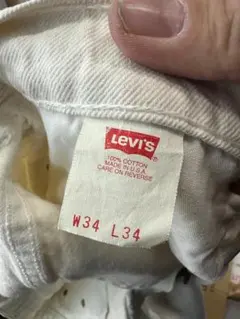 LEVI'S
100% COTTON
MADE IN U.S.A.
CARE ON REVERSE
W34 L34